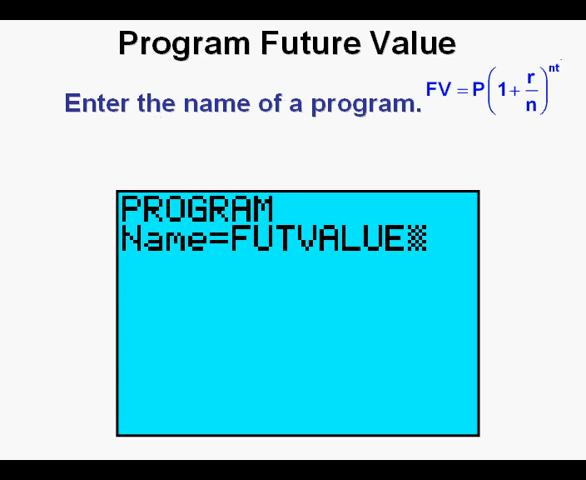 Program Future Value
Enter the name of a program. FV = P(1 + r/n)^nt
PROGRAM
Name=FUTVALUE